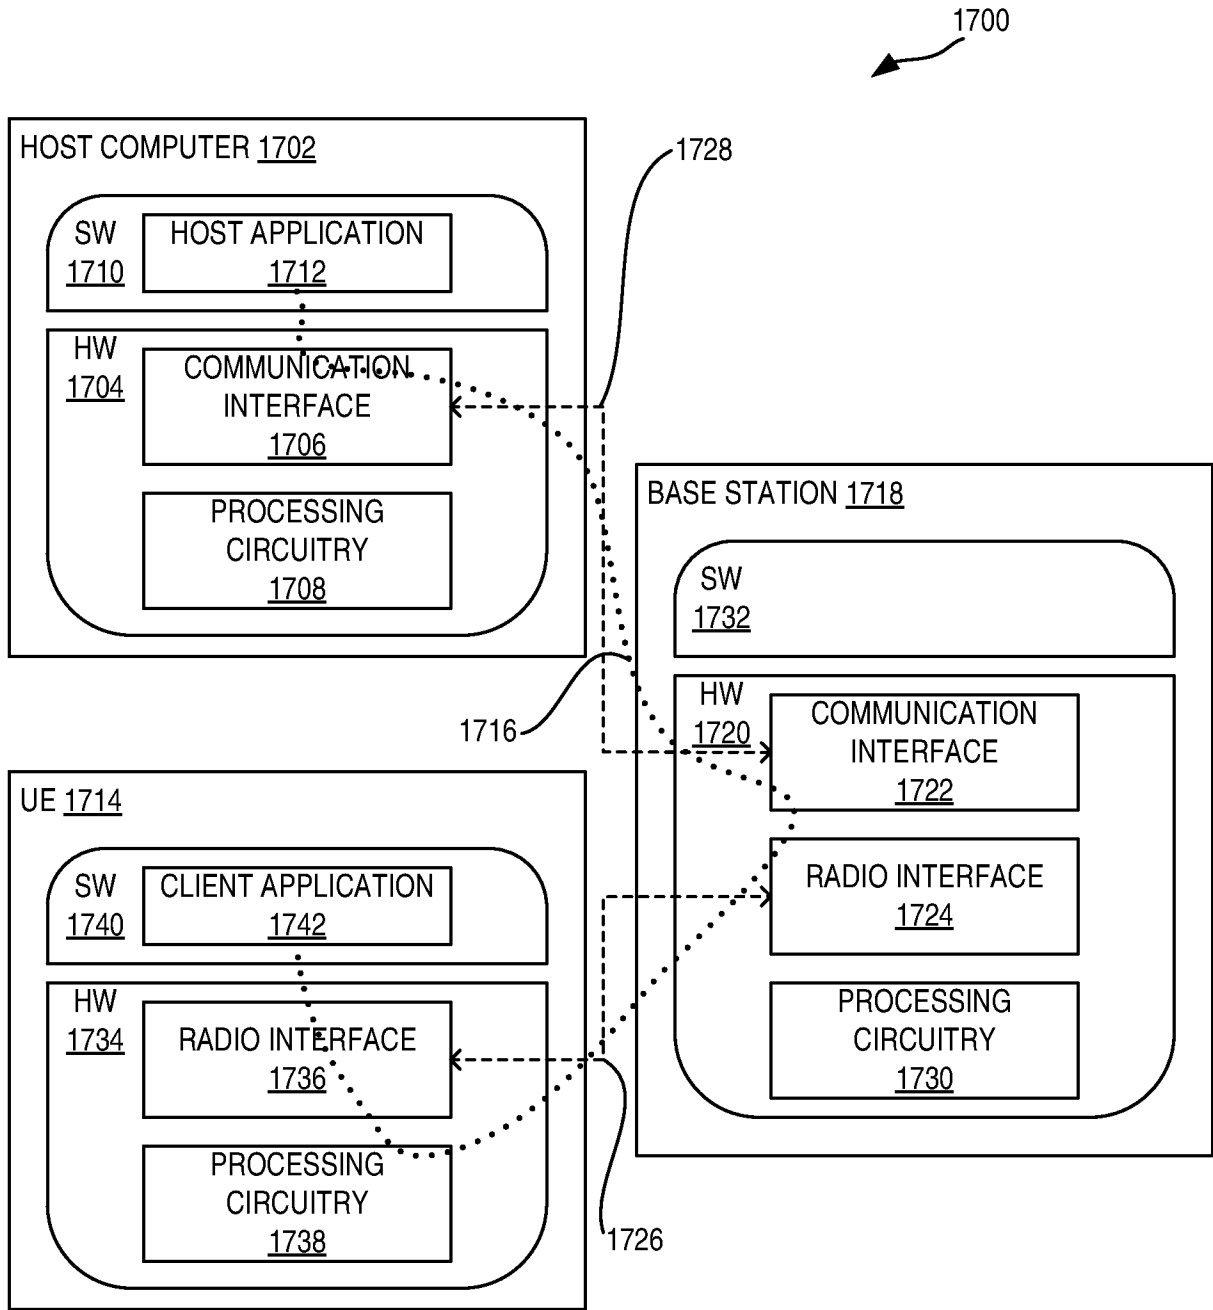 1700
HOST COMPUTER 1702
1728
SW
1710
HOST APPLICATION
1712
HW
1704
COMMUNICATION
INTERFACE
1706
PROCESSING
CIRCUITRY
1708
BASE STATION 1718
SW
1732
HW
1720
COMMUNICATION
INTERFACE
1722
1716
RADIO INTERFACE
1724
PROCESSING
CIRCUITRY
1730
UE 1714
SW
1740
CLIENT APPLICATION
1742
HW
1734
RADIO INTERFACE
1736
PROCESSING
CIRCUITRY
1738
1726